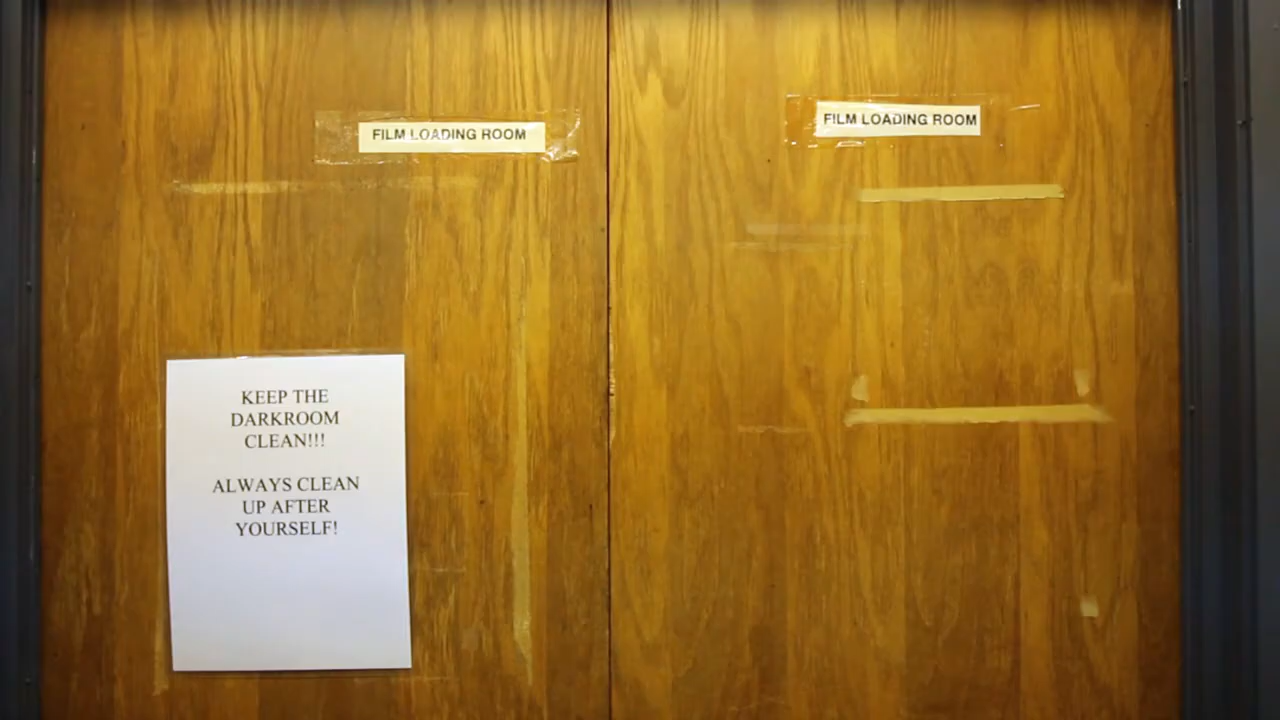 FILM LOADING ROOM
FILM LOADING ROOM
KEEP THE
DARKROOM
CLEAN!!!
ALWAYS CLEAN
UP AFTER
YOURSELF!